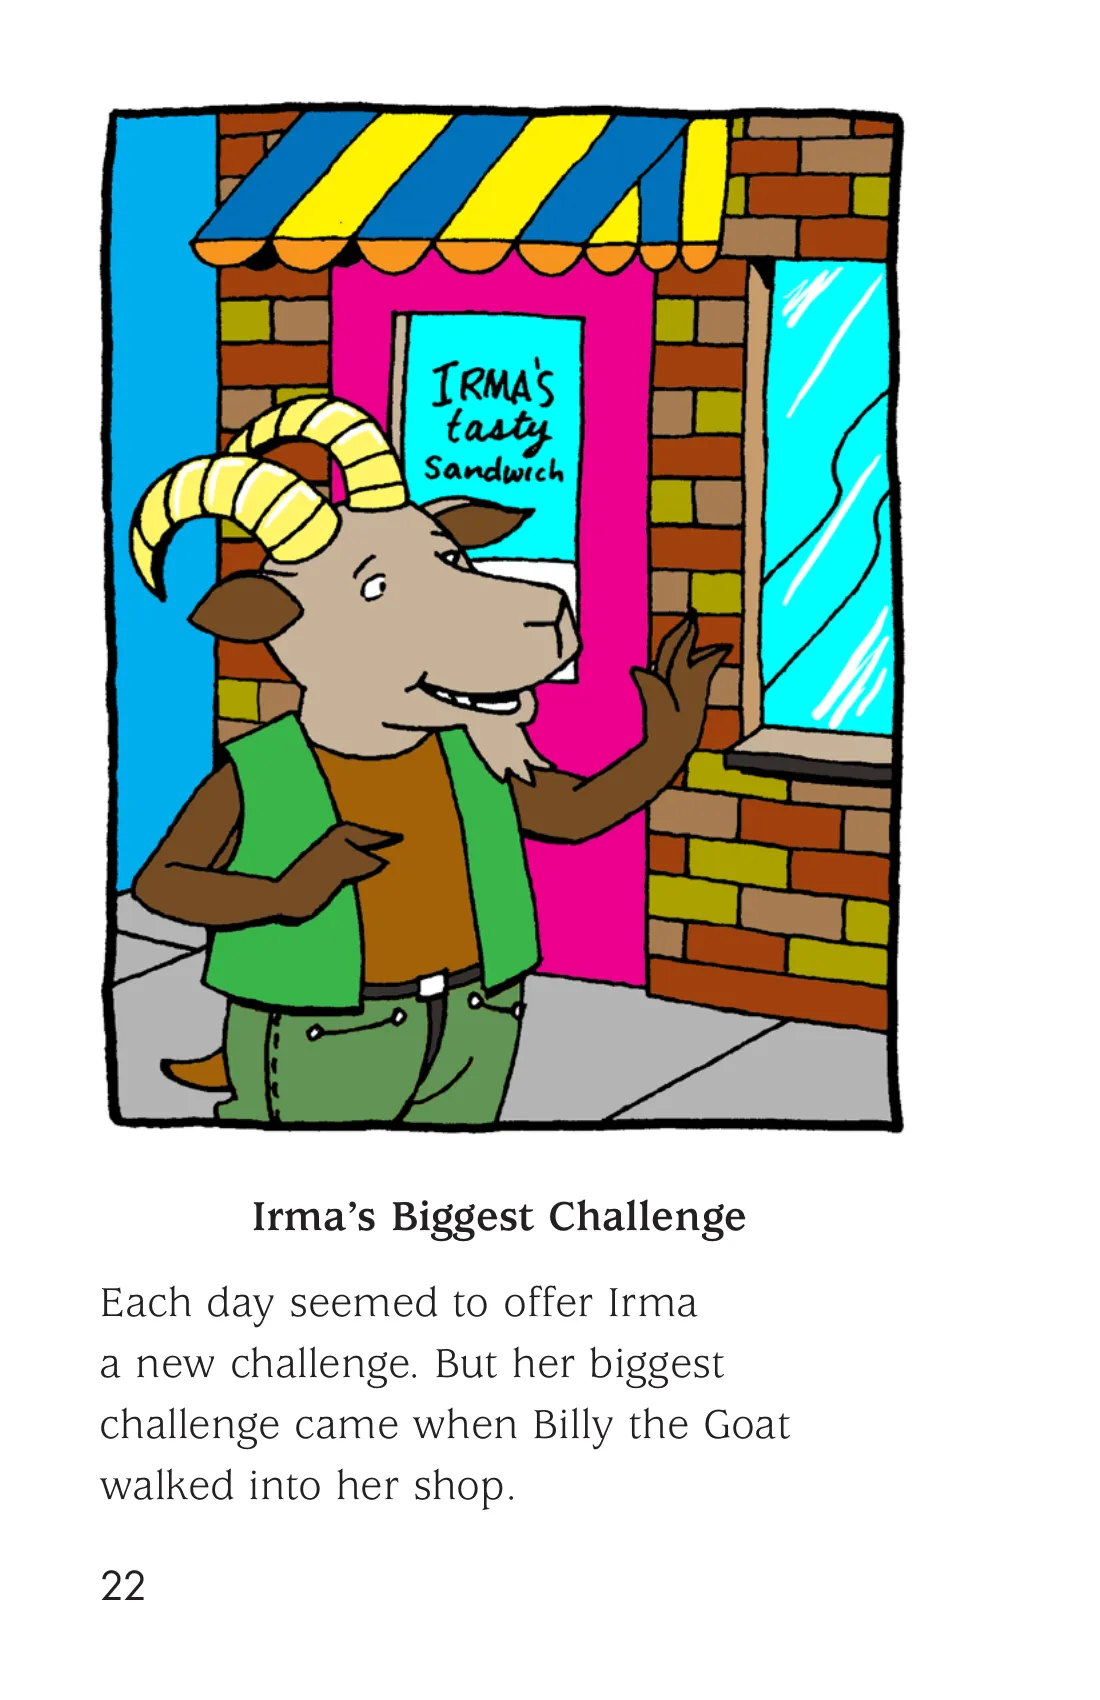 IRMA'S
tasty
Sandwich
Irma's Biggest Challenge
Each day seemed to offer Irma
a new challenge. But her biggest
challenge came when Billy the Goat
walked into her shop.
22